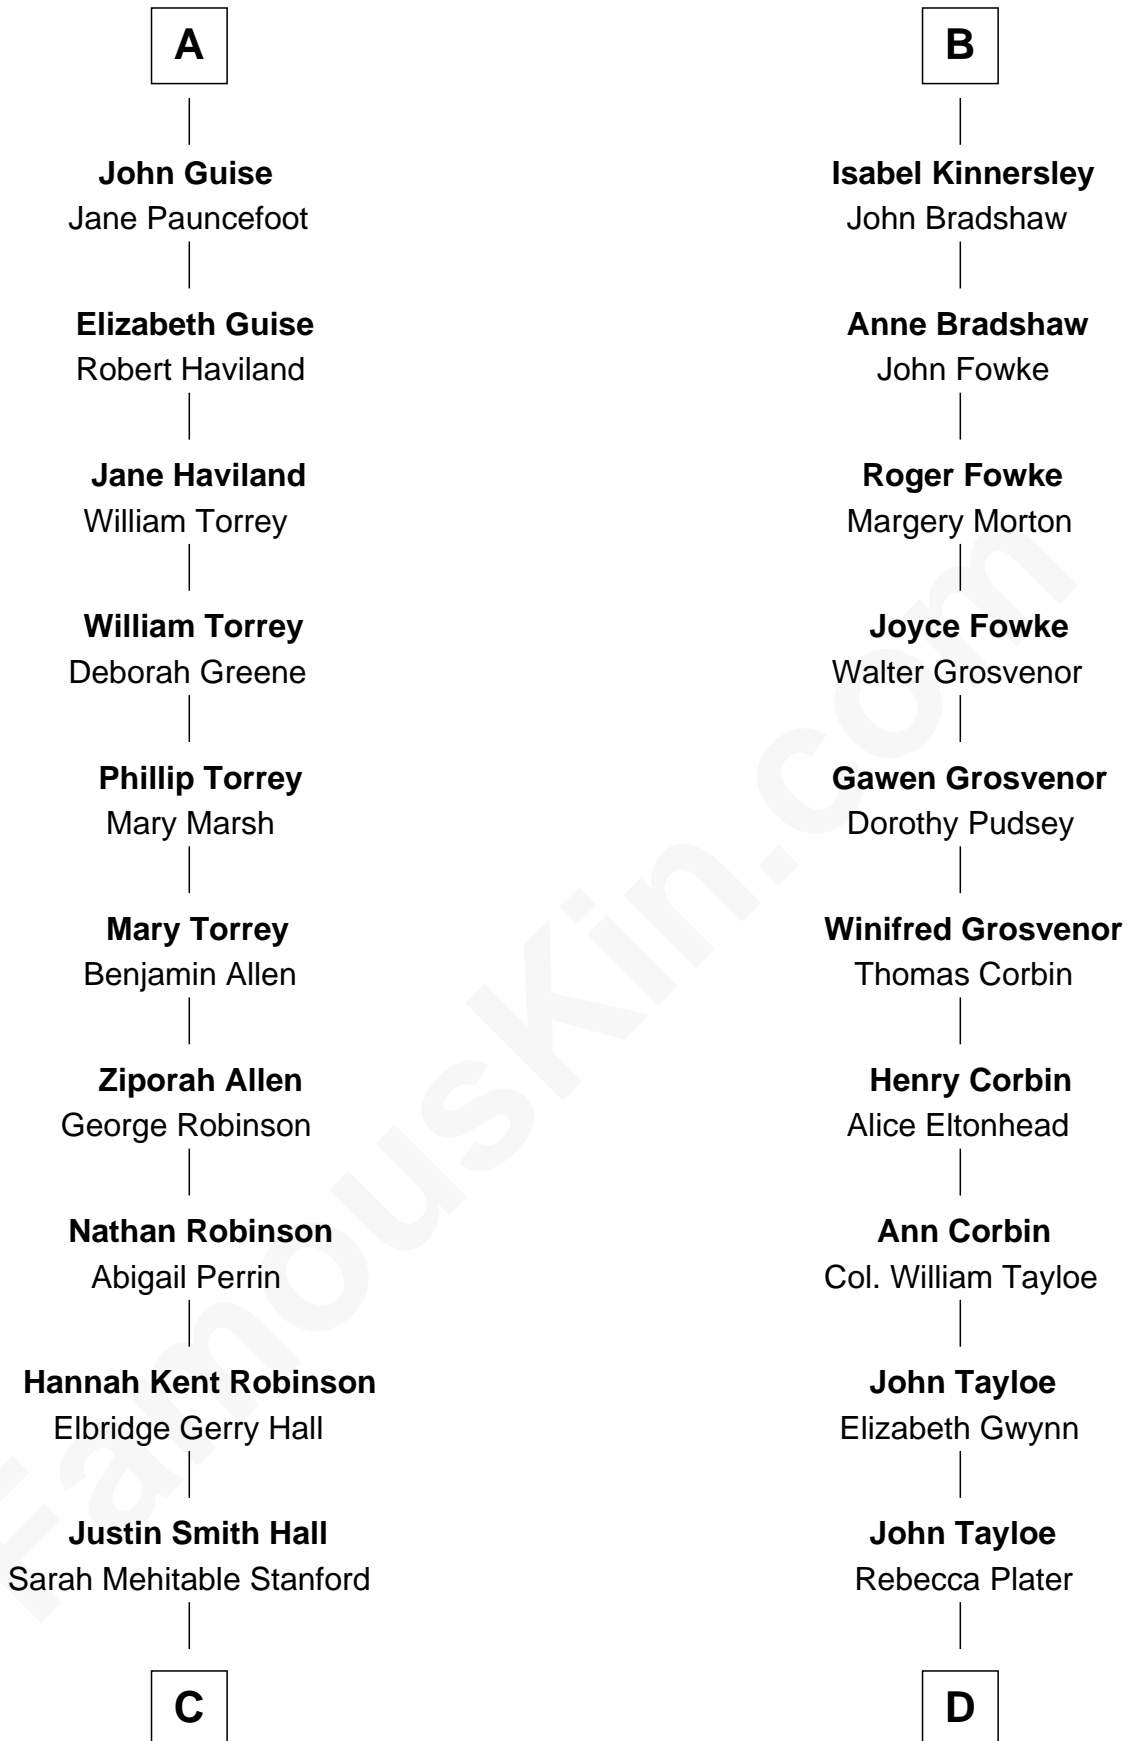 A
John Guise
Jane Pauncefoot
Elizabeth Guise
Robert Haviland
Jane Haviland
William Torrey
William Torrey
Deborah Greene
Phillip Torrey
Mary Marsh
Mary Torrey
Benjamin Allen
Ziporah Allen
George Robinson
Nathan Robinson
Abigail Perrin
Hannah Kent Robinson
Elbridge Gerry Hall
Justin Smith Hall
Sarah Mehitable Stanford
C
B
Isabel Kinnersley
John Bradshaw
Anne Bradshaw
John Fowke
Roger Fowke
Margery Morton
Joyce Fowke
Walter Grosvenor
Gawen Grosvenor
Dorothy Pudsey
Winifred Grosvenor
Thomas Corbin
Henry Corbin
Alice Eltonhead
Ann Corbin
Col. William Tayloe
John Tayloe
Elizabeth Gwynn
John Tayloe
Rebecca Plater
D
FamousKin.com